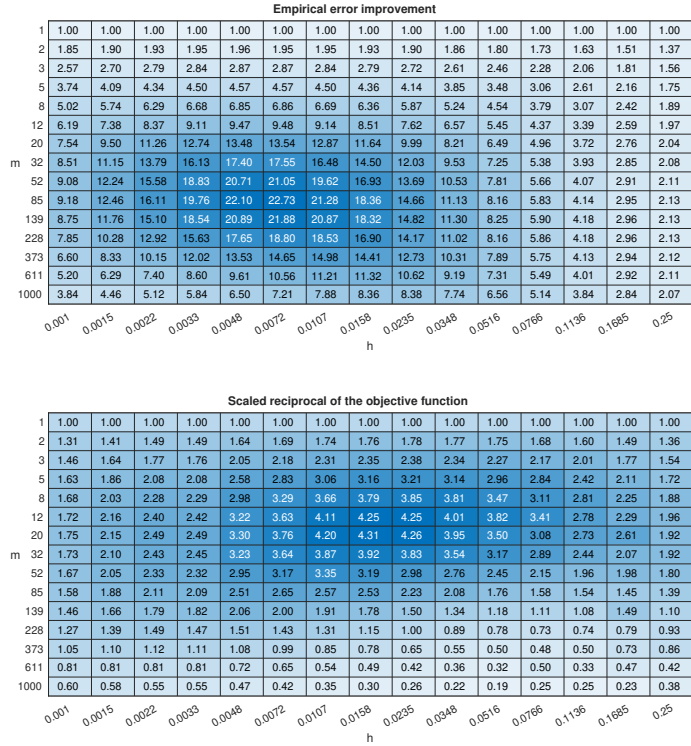 Empirical error improvement
1 1.00 1.00 1.00 1.00 1.00 1.00 1.00 1.00 1.00 1.00 1.00 1.00 1.00 1.00 1.00
2 1.85 1.90 1.93 1.95 1.96 1.95 1.95 1.93 1.90 1.86 1.80 1.73 1.63 1.51 1.37
3 2.57 2.70 2.79 2.84 2.87 2.87 2.84 2.79 2.72 2.61 2.46 2.28 2.06 1.81 1.56
5 3.74 4.09 4.34 4.50 4.57 4.57 4.50 4.36 4.14 3.85 3.48 3.06 2.61 2.16 1.75
8 5.02 5.74 6.29 6.68 6.85 6.86 6.69 6.36 5.87 5.24 4.54 3.79 3.07 2.42 1.89
12 6.19 7.38 8.37 9.11 9.47 9.48 9.14 8.51 7.62 6.57 5.45 4.37 3.39 2.59 1.97
20 7.54 9.50 11.26 12.74 13.48 13.54 12.87 11.64 9.99 8.21 6.49 4.96 3.72 2.76 2.04
m 32 8.51 11.15 13.79 16.13 17.40 17.55 16.48 14.50 12.03 9.53 7.25 5.38 3.93 2.85 2.08
52 9.08 12.24 15.58 18.83 20.71 21.05 19.62 16.93 13.69 10.53 7.81 5.66 4.07 2.91 2.11
85 9.18 12.46 16.11 19.76 22.10 22.73 21.28 18.36 14.66 11.13 8.16 5.83 4.14 2.95 2.13
139 8.75 11.76 15.10 18.54 20.89 21.88 20.87 18.32 14.82 11.30 8.25 5.90 4.18 2.96 2.13
228 7.85 10.28 12.92 15.63 17.65 18.80 18.53 16.90 14.17 11.02 8.16 5.86 4.18 2.96 2.13
373 6.60 8.33 10.15 12.02 13.53 14.65 14.98 14.41 12.73 10.31 7.89 5.75 4.13 2.94 2.12
611 5.20 6.29 7.40 8.60 9.61 10.56 11.21 11.32 10.62 9.19 7.31 5.49 4.01 2.92 2.11
1000 3.84 4.46 5.12 5.84 6.50 7.21 7.88 8.36 8.38 7.74 6.56 5.14 3.84 2.84 2.07
0.001 0.0015 0.0022 0.0033 0.0048 0.0072 0.0107 0.0158 0.0235 0.0348 0.0516 0.0766 0.1136 0.1685 0.25
h
Scaled reciprocal of the objective function
1 1.00 1.00 1.00 1.00 1.00 1.00 1.00 1.00 1.00 1.00 1.00 1.00 1.00 1.00 1.00
2 1.31 1.41 1.49 1.49 1.64 1.69 1.74 1.76 1.78 1.77 1.75 1.68 1.60 1.49 1.36
3 1.46 1.64 1.77 1.76 2.05 2.18 2.31 2.35 2.38 2.34 2.27 2.17 2.01 1.77 1.54
5 1.63 1.86 2.08 2.08 2.58 2.83 3.06 3.16 3.21 3.14 2.96 2.84 2.42 2.11 1.72
8 1.68 2.03 2.28 2.29 2.98 3.29 3.66 3.79 3.85 3.81 3.47 3.11 2.81 2.25 1.88
12 1.72 2.16 2.40 2.42 3.22 3.63 4.11 4.25 4.25 4.01 3.82 3.41 2.78 2.29 1.96
20 1.75 2.15 2.49 2.49 3.30 3.76 4.20 4.31 4.26 3.95 3.50 3.08 2.73 2.61 1.92
m 32 1.73 2.10 2.43 2.45 3.23 3.64 3.87 3.92 3.83 3.54 3.17 2.89 2.44 2.07 1.92
52 1.67 2.05 2.33 2.32 2.95 3.17 3.35 3.19 2.98 2.76 2.45 2.15 1.96 1.98 1.80
85 1.58 1.88 2.11 2.09 2.51 2.65 2.57 2.53 2.23 2.08 1.76 1.58 1.54 1.45 1.39
139 1.46 1.66 1.79 1.82 2.06 2.00 1.91 1.78 1.50 1.34 1.18 1.11 1.08 1.49 1.10
228 1.27 1.39 1.49 1.47 1.51 1.43 1.31 1.15 1.00 0.89 0.78 0.73 0.74 0.79 0.93
373 1.05 1.10 1.12 1.11 1.08 0.99 0.85 0.78 0.65 0.55 0.50 0.48 0.50 0.73 0.86
611 0.81 0.81 0.81 0.81 0.72 0.65 0.54 0.49 0.42 0.36 0.32 0.50 0.33 0.47 0.42
1000 0.60 0.58 0.55 0.55 0.47 0.42 0.35 0.30 0.26 0.22 0.19 0.25 0.25 0.23 0.38
0.001 0.0015 0.0022 0.0033 0.0048 0.0072 0.0107 0.0158 0.0235 0.0348 0.0516 0.0766 0.1136 0.1685 0.25
h